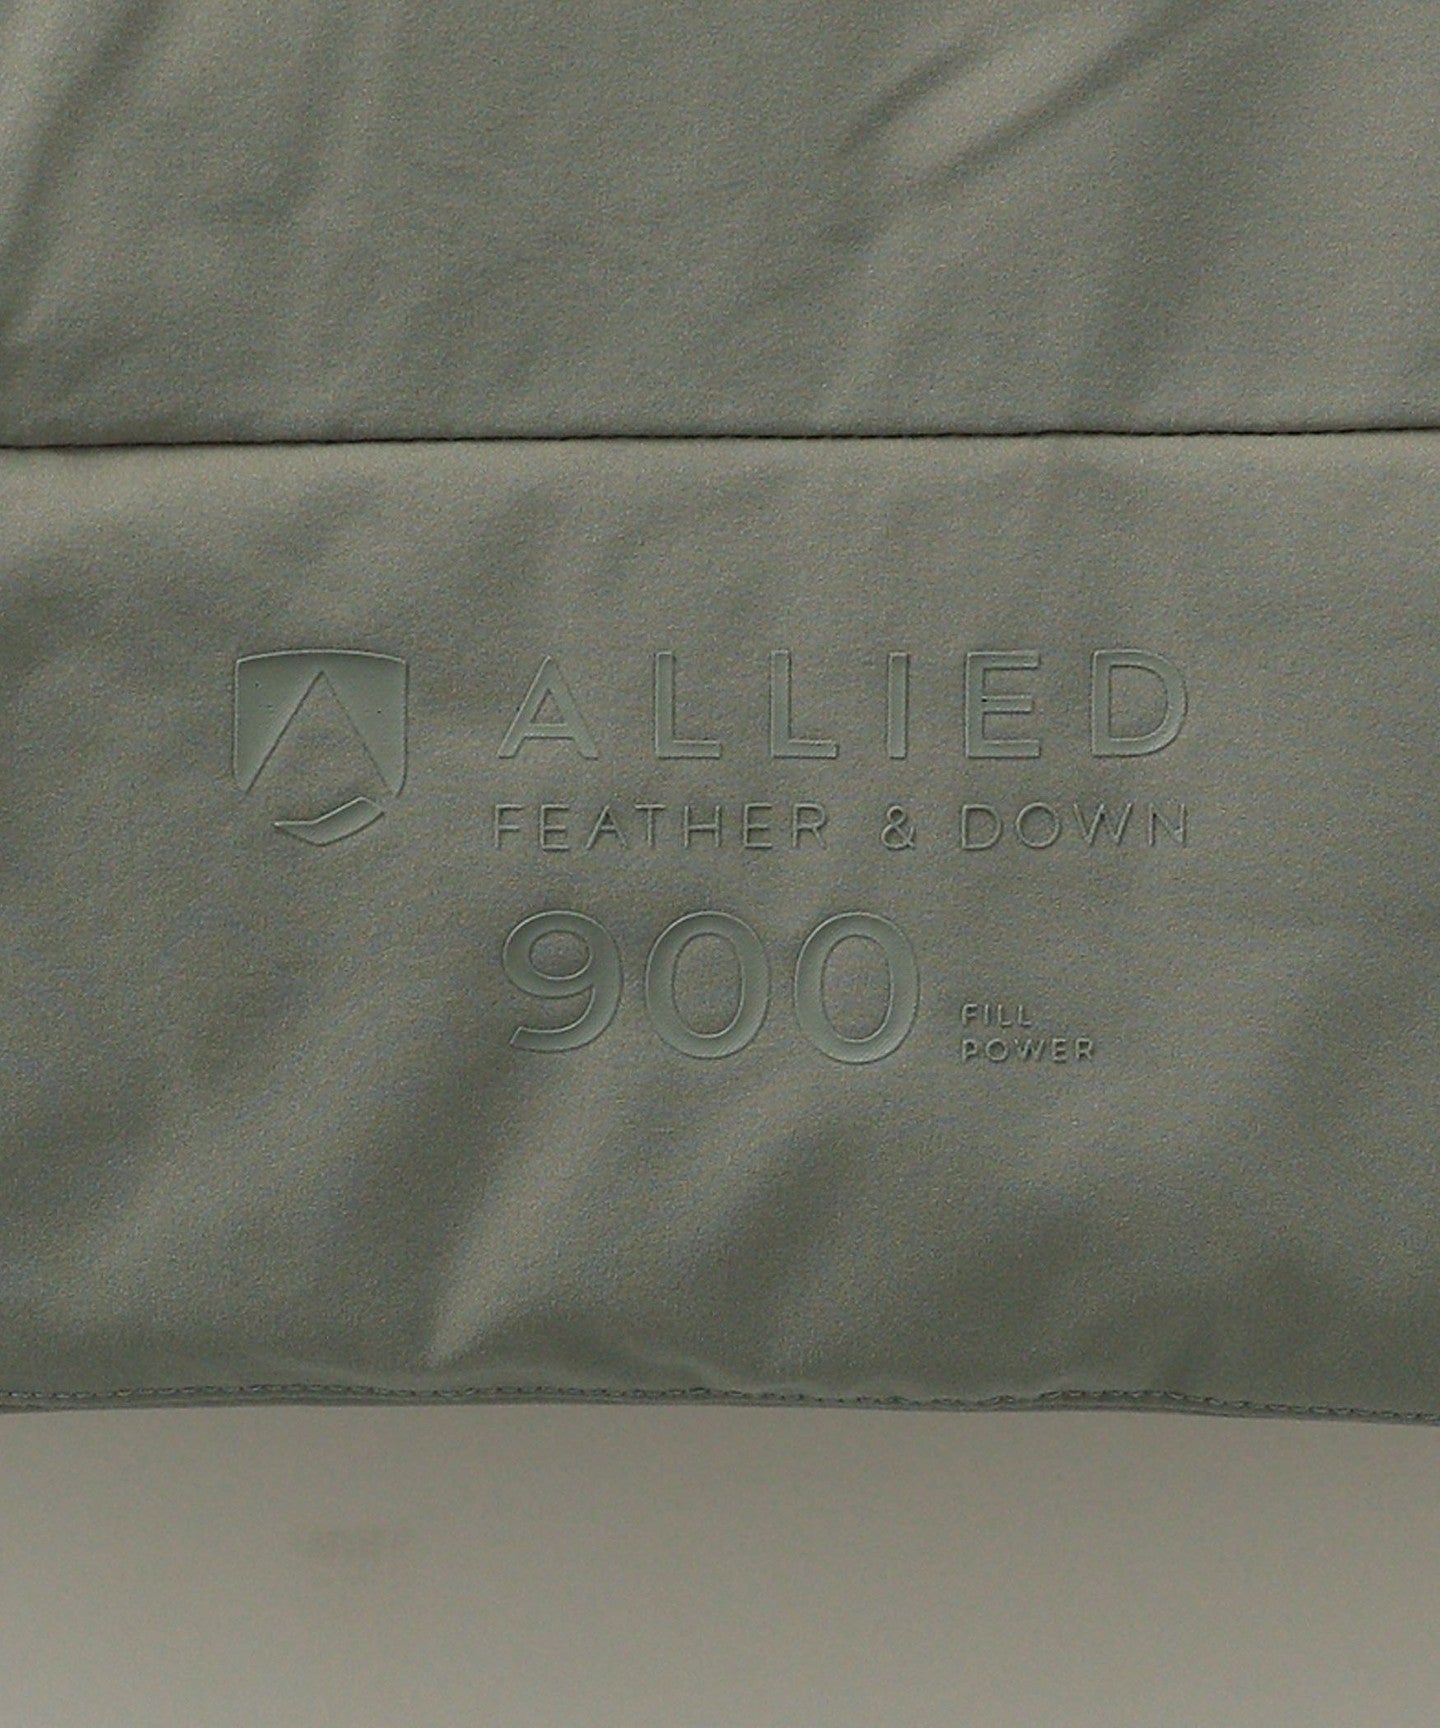 ALLIED
FEATHER & DOWN
900 FILL
POWER